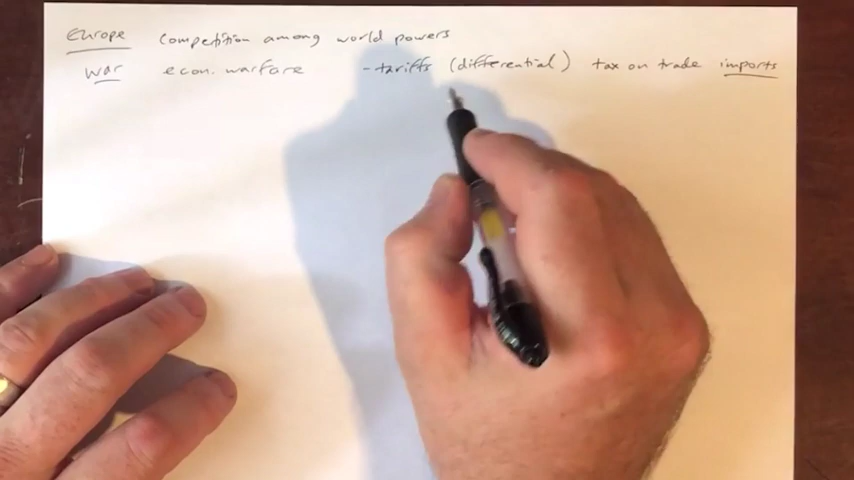 Europe competition among world powers
war econ. warfare - tariffs (differential) tax on trade imports